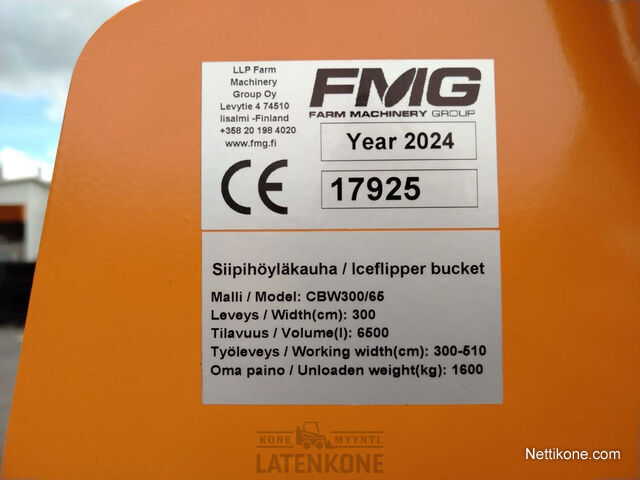 LLP Farm
Machinery
Group Oy
Levytie 4 74510
Iisalmi -Finland
+358 20 198 4020
www.fmg.fi
FMG
FARM MACHINERY GROUP
Year 2024
CE
17925
Siipihöyläkauha / Iceflipper bucket
Malli / Model: CBW300/65
Leveys / Width(cm): 300
Tilavuus / Volume(l): 6500
Työleveys / Working width(cm): 300-510
Oma paino / Unloaden weight(kg): 1600
KONE MYYNTI
LATENKONE
Nettikone.com